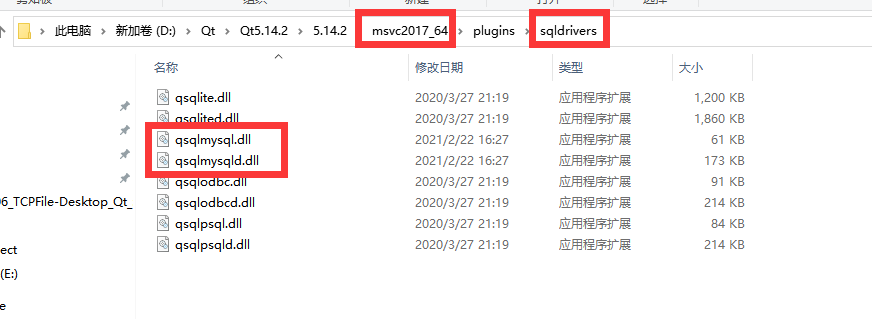 此电脑 › 新加卷 (D:) › Qt › Qt5.14.2 › 5.14.2 › msvc2017_64 › plugins › sqldrivers
名称 修改日期 类型 大小
qsqlite.dll 2020/3/27 21:19 应用程序扩展 1,200 KB
qsqlited.dll 2020/3/27 21:19 应用程序扩展 1,860 KB
qsqlmysql.dll 2021/2/22 16:27 应用程序扩展 61 KB
qsqlmysqld.dll 2021/2/22 16:27 应用程序扩展 173 KB
qsqlodbc.dll 2020/3/27 21:19 应用程序扩展 91 KB
06_TCPFile-Desktop_Qt_ qsqlodbcd.dll 2020/3/27 21:19 应用程序扩展 214 KB
qsqlpsql.dll 2020/3/27 21:19 应用程序扩展 84 KB
ect qsqlpsqld.dll 2020/3/27 21:19 应用程序扩展 214 KB
(E:)
e